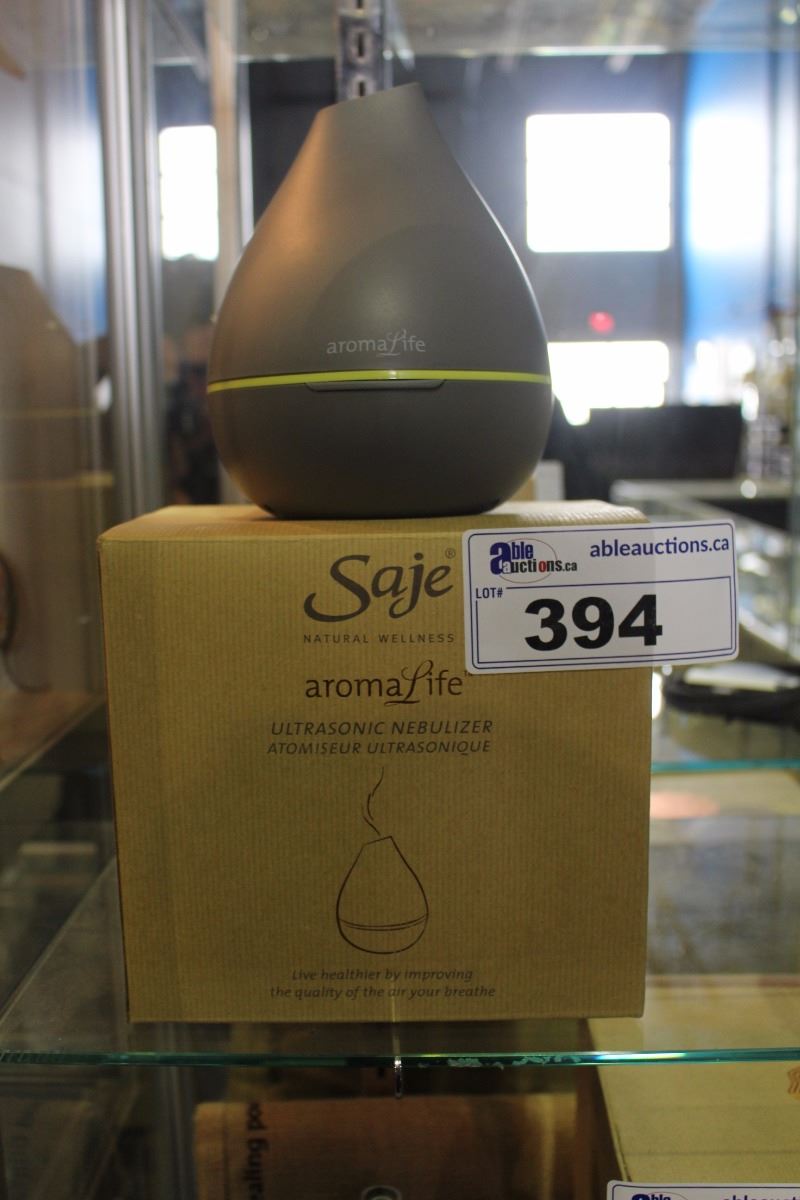 aromaLife
Saje®
NATURAL WELLNESS
able auctions.ca
ableauctions.ca
LOT#
394
aromaLife™
ULTRASONIC NEBULIZER
ATOMISEUR ULTRASONIQUE
Live healthier by improving
the quality of the air your breathe